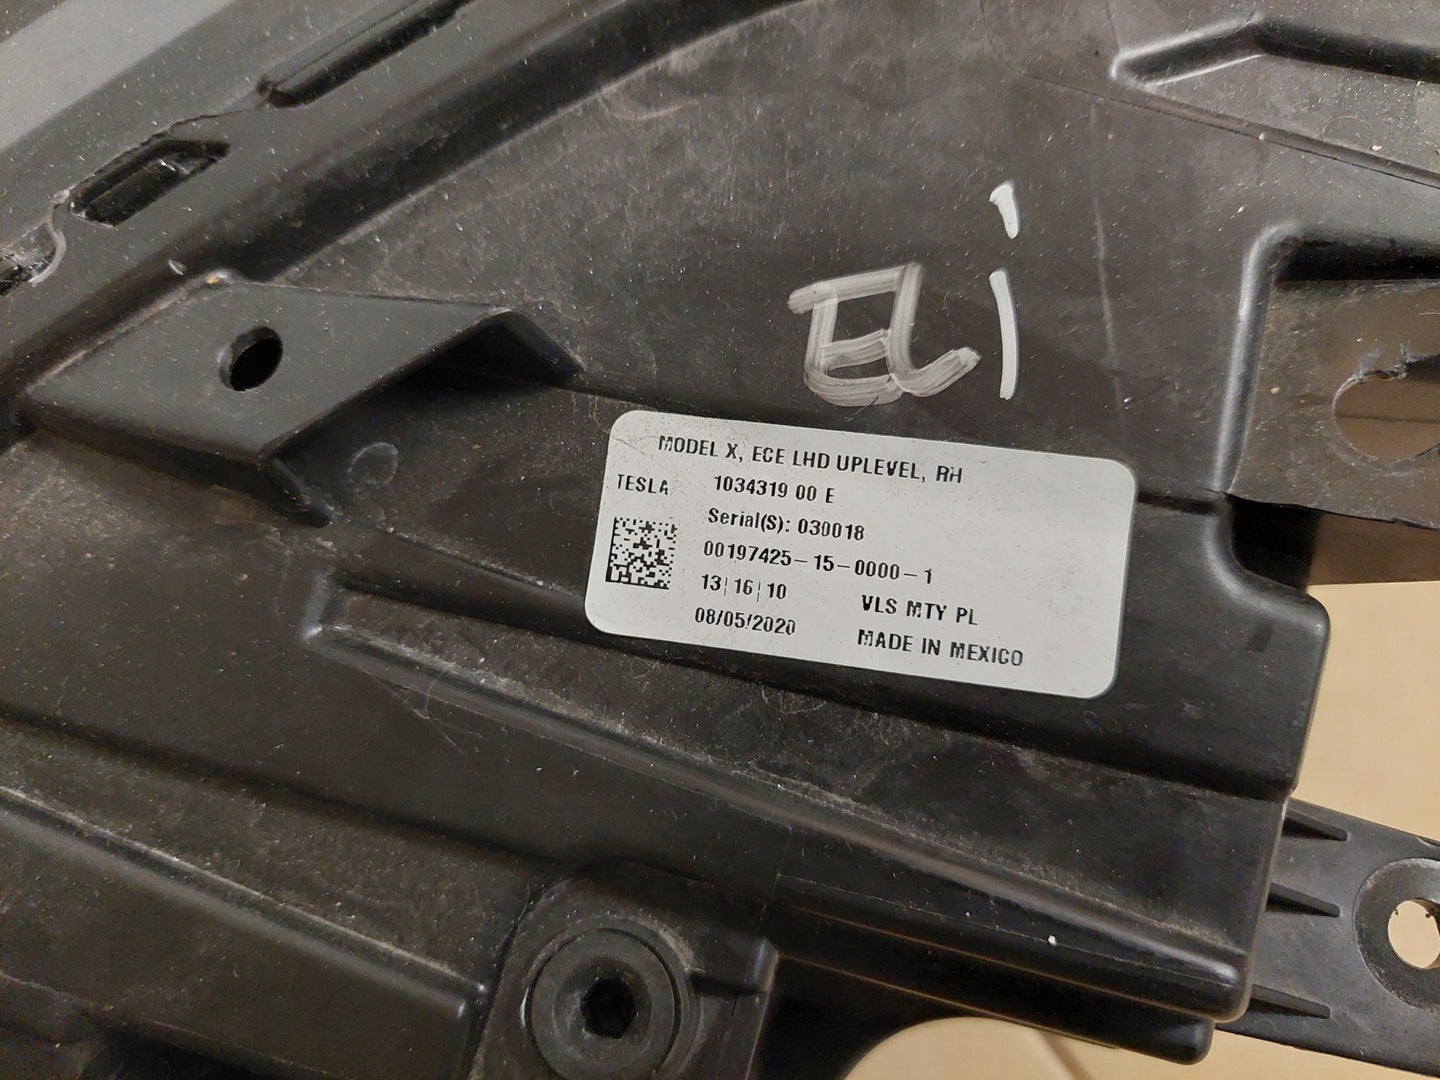 MODEL X, ECE LHD UPLEVEL, RH
TESLA 1034319 00 E
Serial(S): 030018
00197425-15-0000-1
13|16|10 VLS MTY PL
08/05/2020 MADE IN MEXICO